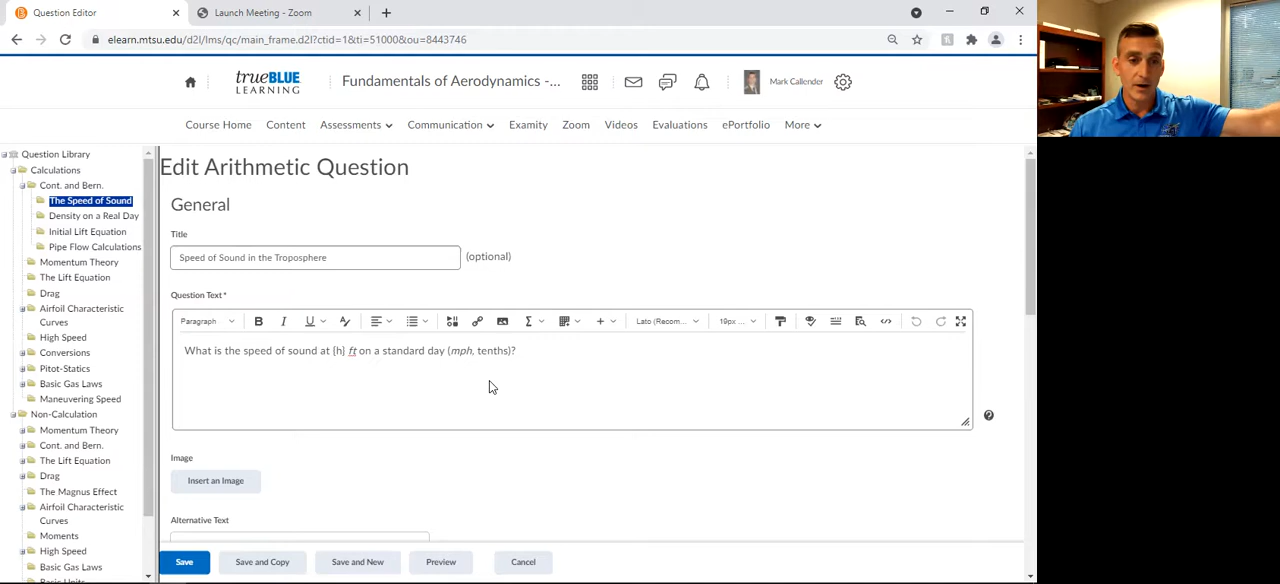 Question Editor
Launch Meeting - Zoom
elearn.mtsu.edu/d2l/lms/qc/main_frame.d2l?ctid=1&ti=51000&ou=8443746
trueBLUE LEARNING
Fundamentals of Aerodynamics -...
Mark Callender
Course Home Content Assessments Communication Examity Zoom Videos Evaluations ePortfolio More
Question Library
Calculations
Cont. and Bern.
The Speed of Sound
Density on a Real Day
Initial Lift Equation
Pipe Flow Calculations
Momentum Theory
The Lift Equation
Drag
Airfoil Characteristic
Curves
High Speed
Conversions
Pitot-Statics
Basic Gas Laws
Maneuvering Speed
Non-Calculation
Momentum Theory
Cont. and Bern.
The Lift Equation
Drag
The Magnus Effect
Airfoil Characteristic
Curves
Moments
High Speed
Basic Gas Laws
Basic Units
Edit Arithmetic Question
General
Title
Speed of Sound in the Troposphere
(optional)
Question Text *
Paragraph B I U Lato (Recom... 19px ...
What is the speed of sound at {h} ft on a standard day (mph, tenths)?
Image
Insert an Image
Alternative Text
Save Save and Copy Save and New Preview Cancel